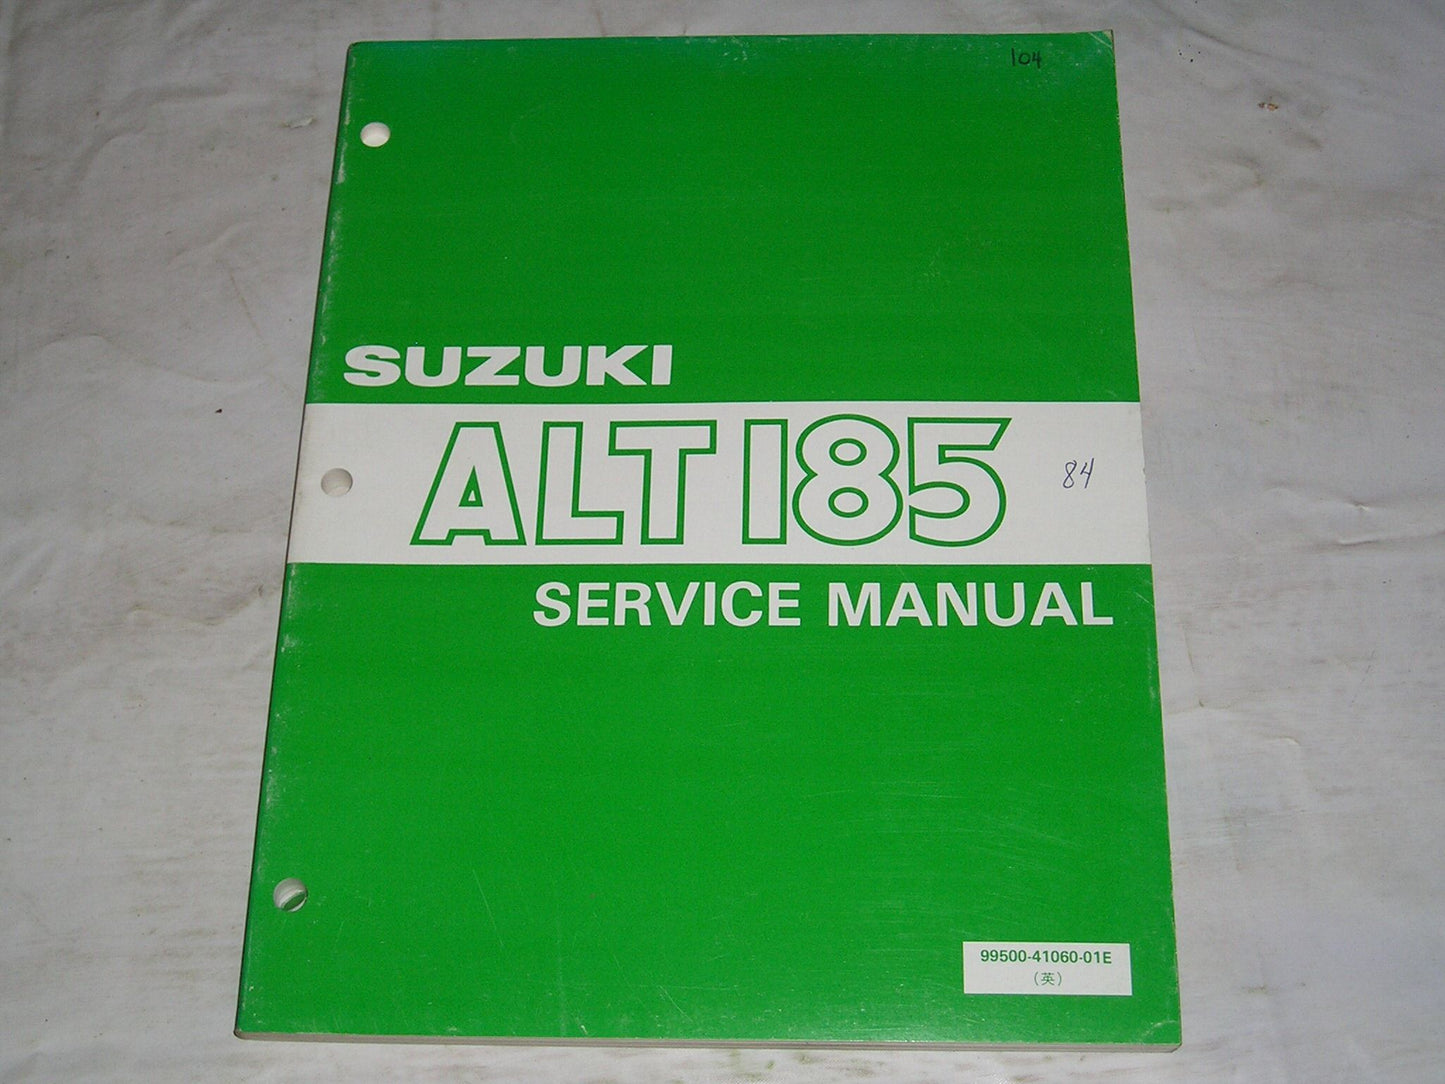 104
SUZUKI
ALT185
84
SERVICE MANUAL
99500-41060-01E
(英)